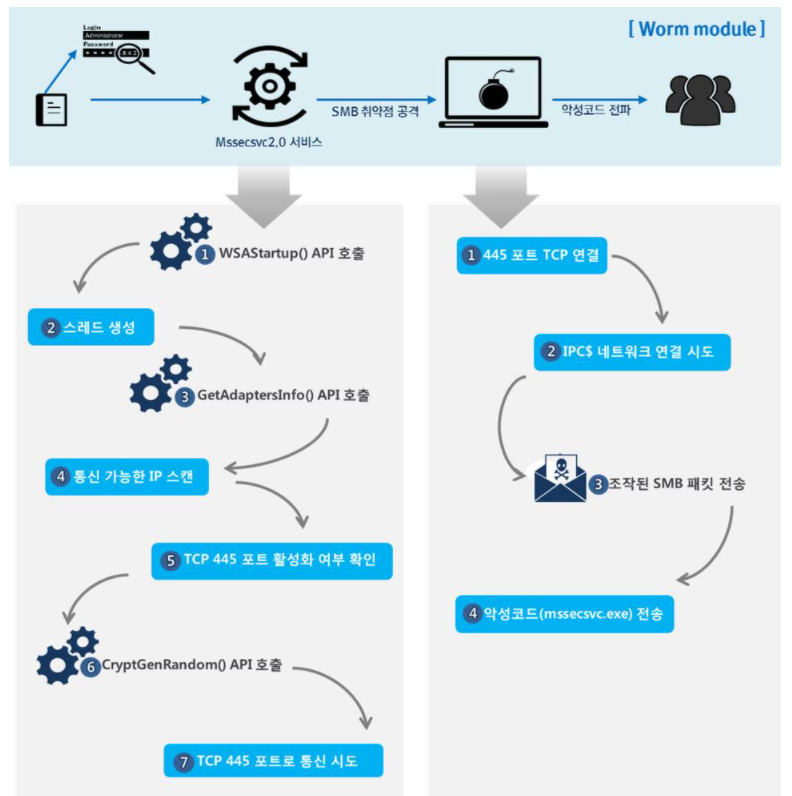 [ Worm module ]
Login
Administrator
Password
Mssecsvc2.0 서비스
SMB 취약점 공격
악성코드 전파
1 WSAStartup() API 호출
2 스레드 생성
3 GetAdaptersInfo() API 호출
4 통신 가능한 IP 스캔
5 TCP 445 포트 활성화 여부 확인
6 CryptGenRandom() API 호출
7 TCP 445 포트로 통신 시도
1 445 포트 TCP 연결
2 IPC$ 네트워크 연결 시도
3 조작된 SMB 패킷 전송
4 악성코드(mssecsvc.exe) 전송